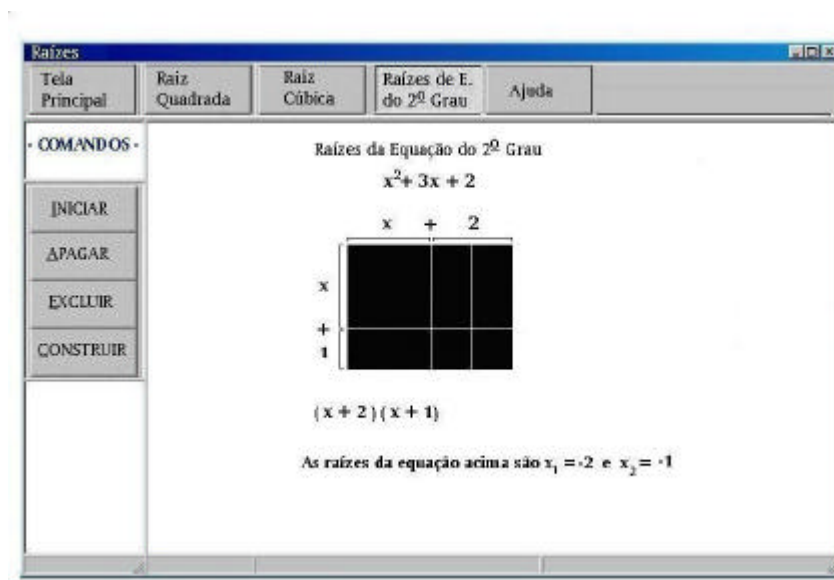 Raízes
Tela Principal
Raiz Quadrada
Raiz Cúbica
Raízes de E. do 2º Grau
Ajuda
- COMANDOS -
INICIAR
APAGAR
EXCLUIR
CONSTRUIR
Raízes da Equação do 2º Grau
x²+ 3x + 2
x + 2
x
+
1
(x + 2)(x + 1)
As raízes da equação acima são x₁ = -2 e x₂ = -1